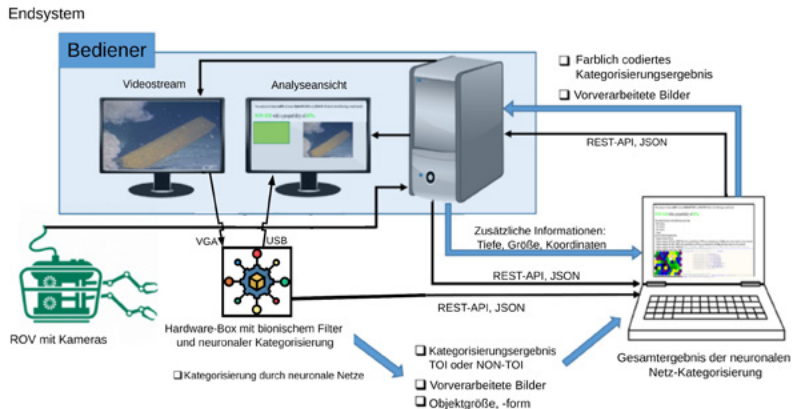 Endsystem
Bediener
Videostream
Analyseansicht
Farblich codiertes
Kategorisierungsergebnis
Vorverarbeitete Bilder
REST-API, JSON
Zusätzliche Informationen:
Tiefe, Größe, Koordinaten
VGA
USB
REST-API, JSON
REST-API, JSON
ROV mit Kameras
Hardware-Box mit bionischem Filter
und neuronaler Kategorisierung
Kategorisierung durch neuronale Netze
Kategorisierungsergebnis
TOI oder NON-TOI
Vorverarbeitete Bilder
Objektgröße, -form
Gesamtergebnis der neuronalen
Netz-Kategorisierung